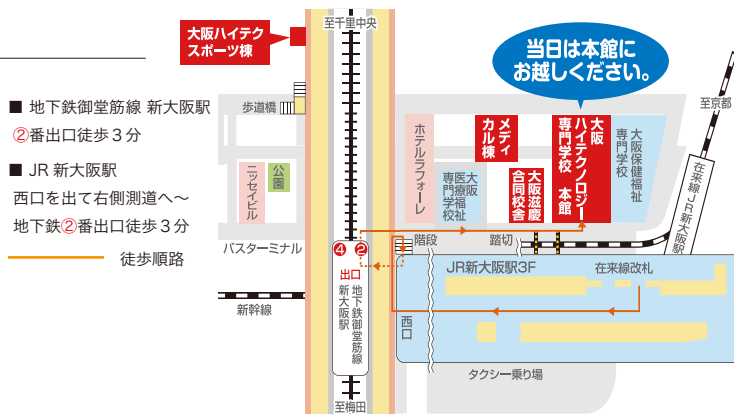 大阪ハイテク
スポーツ棟
至千里中央
当日は本館に
お越しください。
■ 地下鉄御堂筋線 新大阪駅
②番出口徒歩３分
■ JR 新大阪駅
西口を出て右側測道へ～
地下鉄②番出口徒歩３分
徒歩順路
歩道橋
至京都
ニッセイビル
公園
ホテルラフォーレ
大阪医療福祉
専門学校
メディ
カル棟
大阪滋慶
合同校舎
大阪
ハイテクノロジー
専門学校 本館
大阪保健福祉
専門学校
在来線JR新大阪駅
バスターミナル
④
②
出口
地下鉄御堂筋線
新大阪駅
階段
踏切
JR新大阪駅3F
在来線改札
西口
新幹線
タクシー乗り場
至梅田